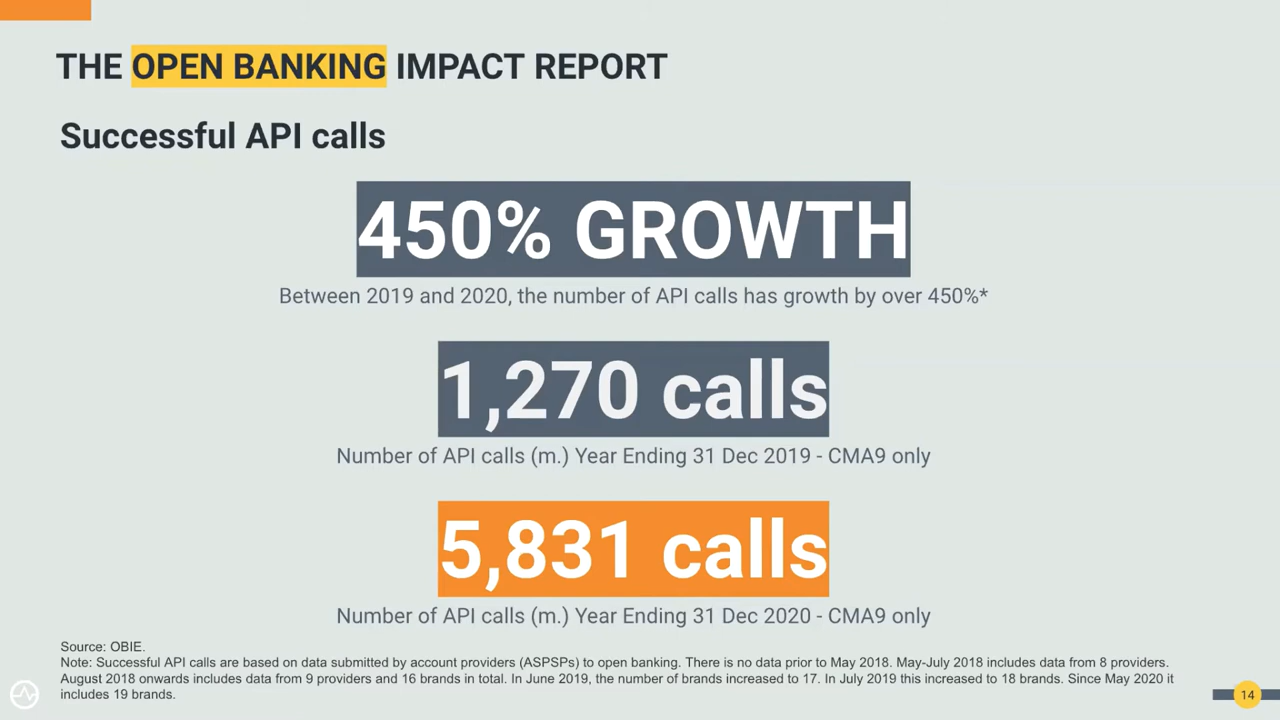 THE OPEN BANKING IMPACT REPORT
Successful API calls
450% GROWTH
Between 2019 and 2020, the number of API calls has growth by over 450%*
1,270 calls
Number of API calls (m.) Year Ending 31 Dec 2019 - CMA9 only
5,831 calls
Number of API calls (m.) Year Ending 31 Dec 2020 - CMA9 only
Source: OBIE.
Note: Successful API calls are based on data submitted by account providers (ASPSPs) to open banking. There is no data prior to May 2018. May-July 2018 includes data from 8 providers.
August 2018 onwards includes data from 9 providers and 16 brands in total. In June 2019, the number of brands increased to 17. In July 2019 this increased to 18 brands. Since May 2020 it
includes 19 brands.
14